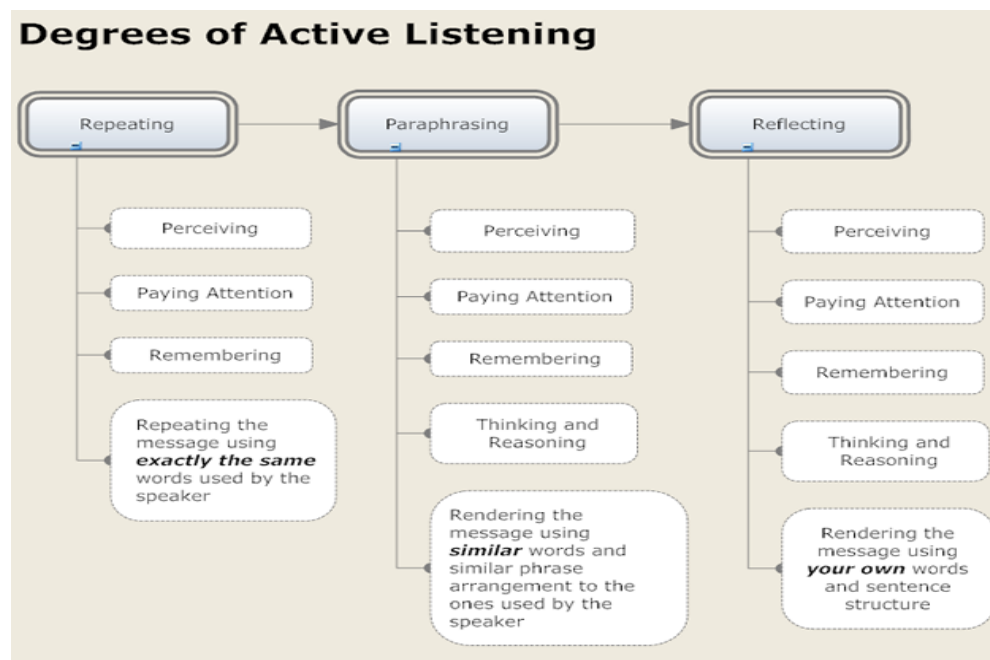 Degrees of Active Listening
Repeating
Paraphrasing
Reflecting
Perceiving
Paying Attention
Remembering
Repeating the
message using
exactly the same
words used by the
speaker
Perceiving
Paying Attention
Remembering
Thinking and
Reasoning
Rendering the
message using
similar words and
similar phrase
arrangement to the
ones used by the
speaker
Perceiving
Paying Attention
Remembering
Thinking and
Reasoning
Rendering the
message using
your own words
and sentence
structure